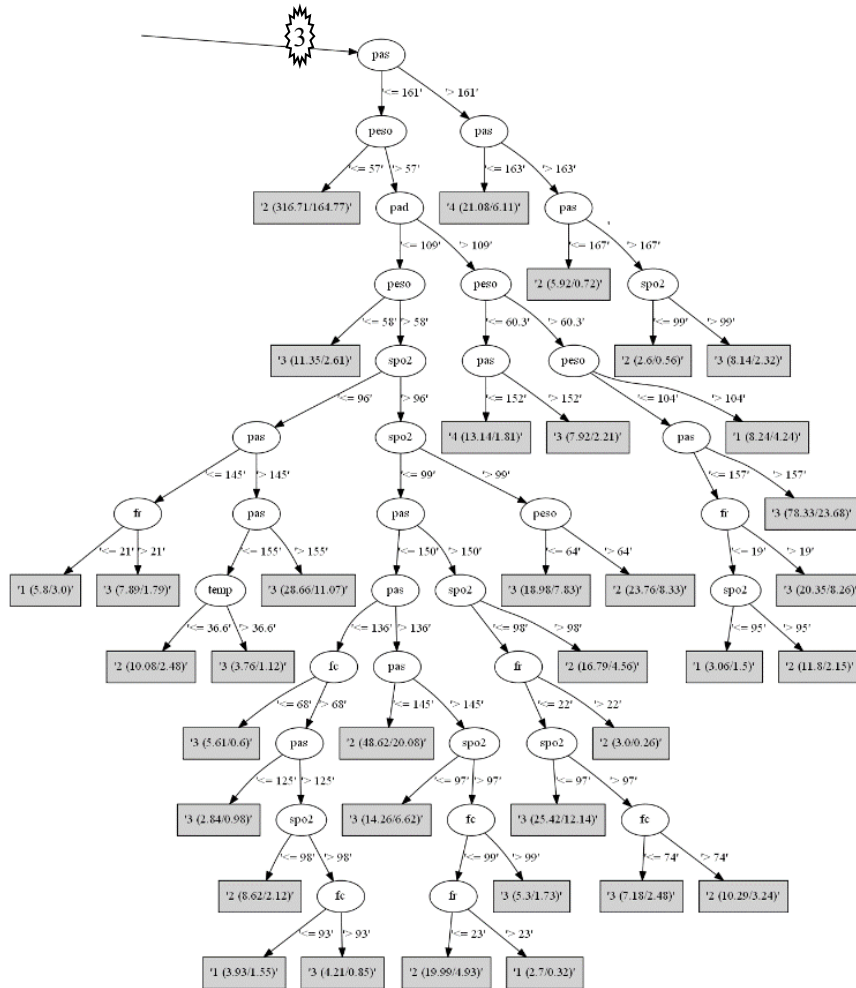 3
pas
'<= 161' '> 161'
peso pas
'<= 57' '> 57' '<= 163' '> 163'
'2 (316.71/164.77)' pad '4 (21.08/6.11)' pas
'<= 109' '> 109' '<= 167' '> 167'
peso peso '2 (5.92/0.72)' spo2
'<= 58' '> 58' '<= 60.3' '> 60.3' '<= 99' '> 99'
'3 (11.35/2.61)' spo2 pas peso '2 (2.6/0.56)' '3 (8.14/2.32)'
'<= 96' '> 96' '<= 152' '> 152' '<= 104' '> 104'
pas spo2 '4 (13.14/1.81)' '3 (7.92/2.21)' pas '1 (8.24/4.24)'
'<= 145' '> 145' '<= 99' '> 99' '<= 157' '> 157'
fr pas pas peso fr '3 (78.33/23.68)'
'<= 21' '> 21' '<= 155' '> 155' '<= 150' '> 150' '<= 64' '> 64' '<= 19' '> 19'
'1 (5.8/3.0)' '3 (7.89/1.79)' temp '3 (28.66/11.07)' pas spo2 '3 (18.98/7.83)' '2 (23.76/8.33)' spo2 '3 (20.35/8.26)'
'<= 36.6' '> 36.6' '<= 136' '> 136' '<= 98' '> 98' '<= 95' '> 95'
'2 (10.08/2.48)' '3 (3.76/1.12)' fc pas fr '2 (16.79/4.56)' '1 (3.06/1.5)' '2 (11.8/2.15)'
'<= 68' '> 68' '<= 145' '> 145' '<= 22' '> 22'
'3 (5.61/0.6)' pas '2 (48.62/20.08)' spo2 spo2 '2 (3.0/0.26)'
'<= 125' '> 125' '<= 97' '> 97' '<= 97' '> 97'
'3 (2.84/0.98)' spo2 '3 (14.26/6.62)' fc '3 (25.42/12.14)' fc
'<= 98' '> 98' '<= 99' '> 99' '<= 74' '> 74'
'2 (8.62/2.12)' fc fr '3 (5.3/1.73)' '3 (7.18/2.48)' '2 (10.29/3.24)'
'<= 93' '> 93' '<= 23' '> 23'
'1 (3.93/1.55)' '3 (4.21/0.85)' '2 (19.99/4.93)' '1 (2.7/0.32)'